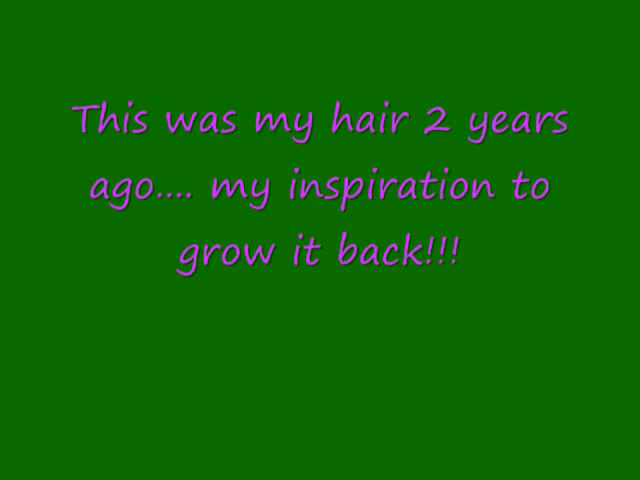 This was my hair 2 years
ago.... my inspiration to
grow it back!!!